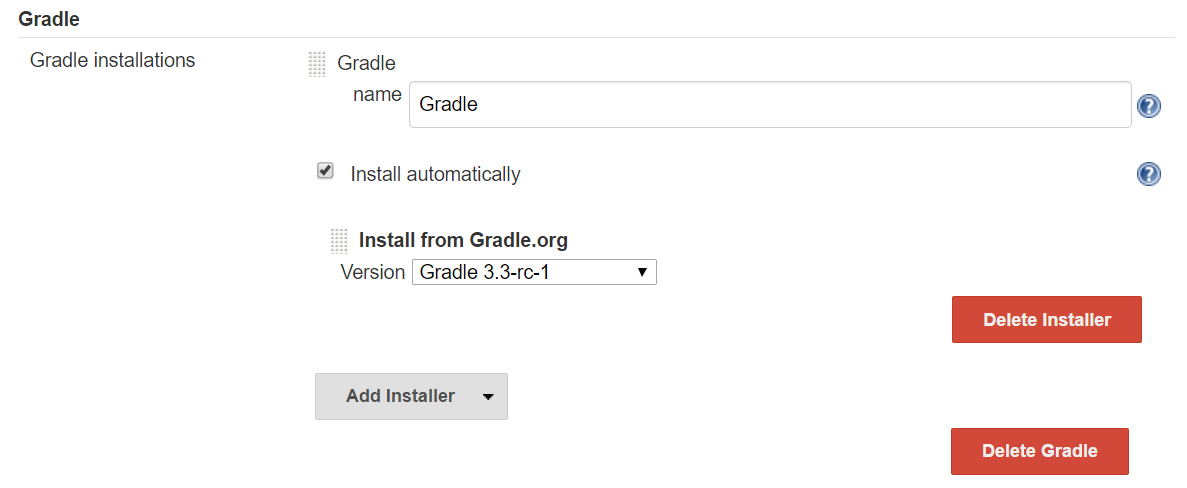 Gradle
Gradle installations
Gradle
name
Gradle
?
Install automatically
?
Install from Gradle.org
Version
Gradle 3.3-rc-1
Delete Installer
Add Installer
Delete Gradle